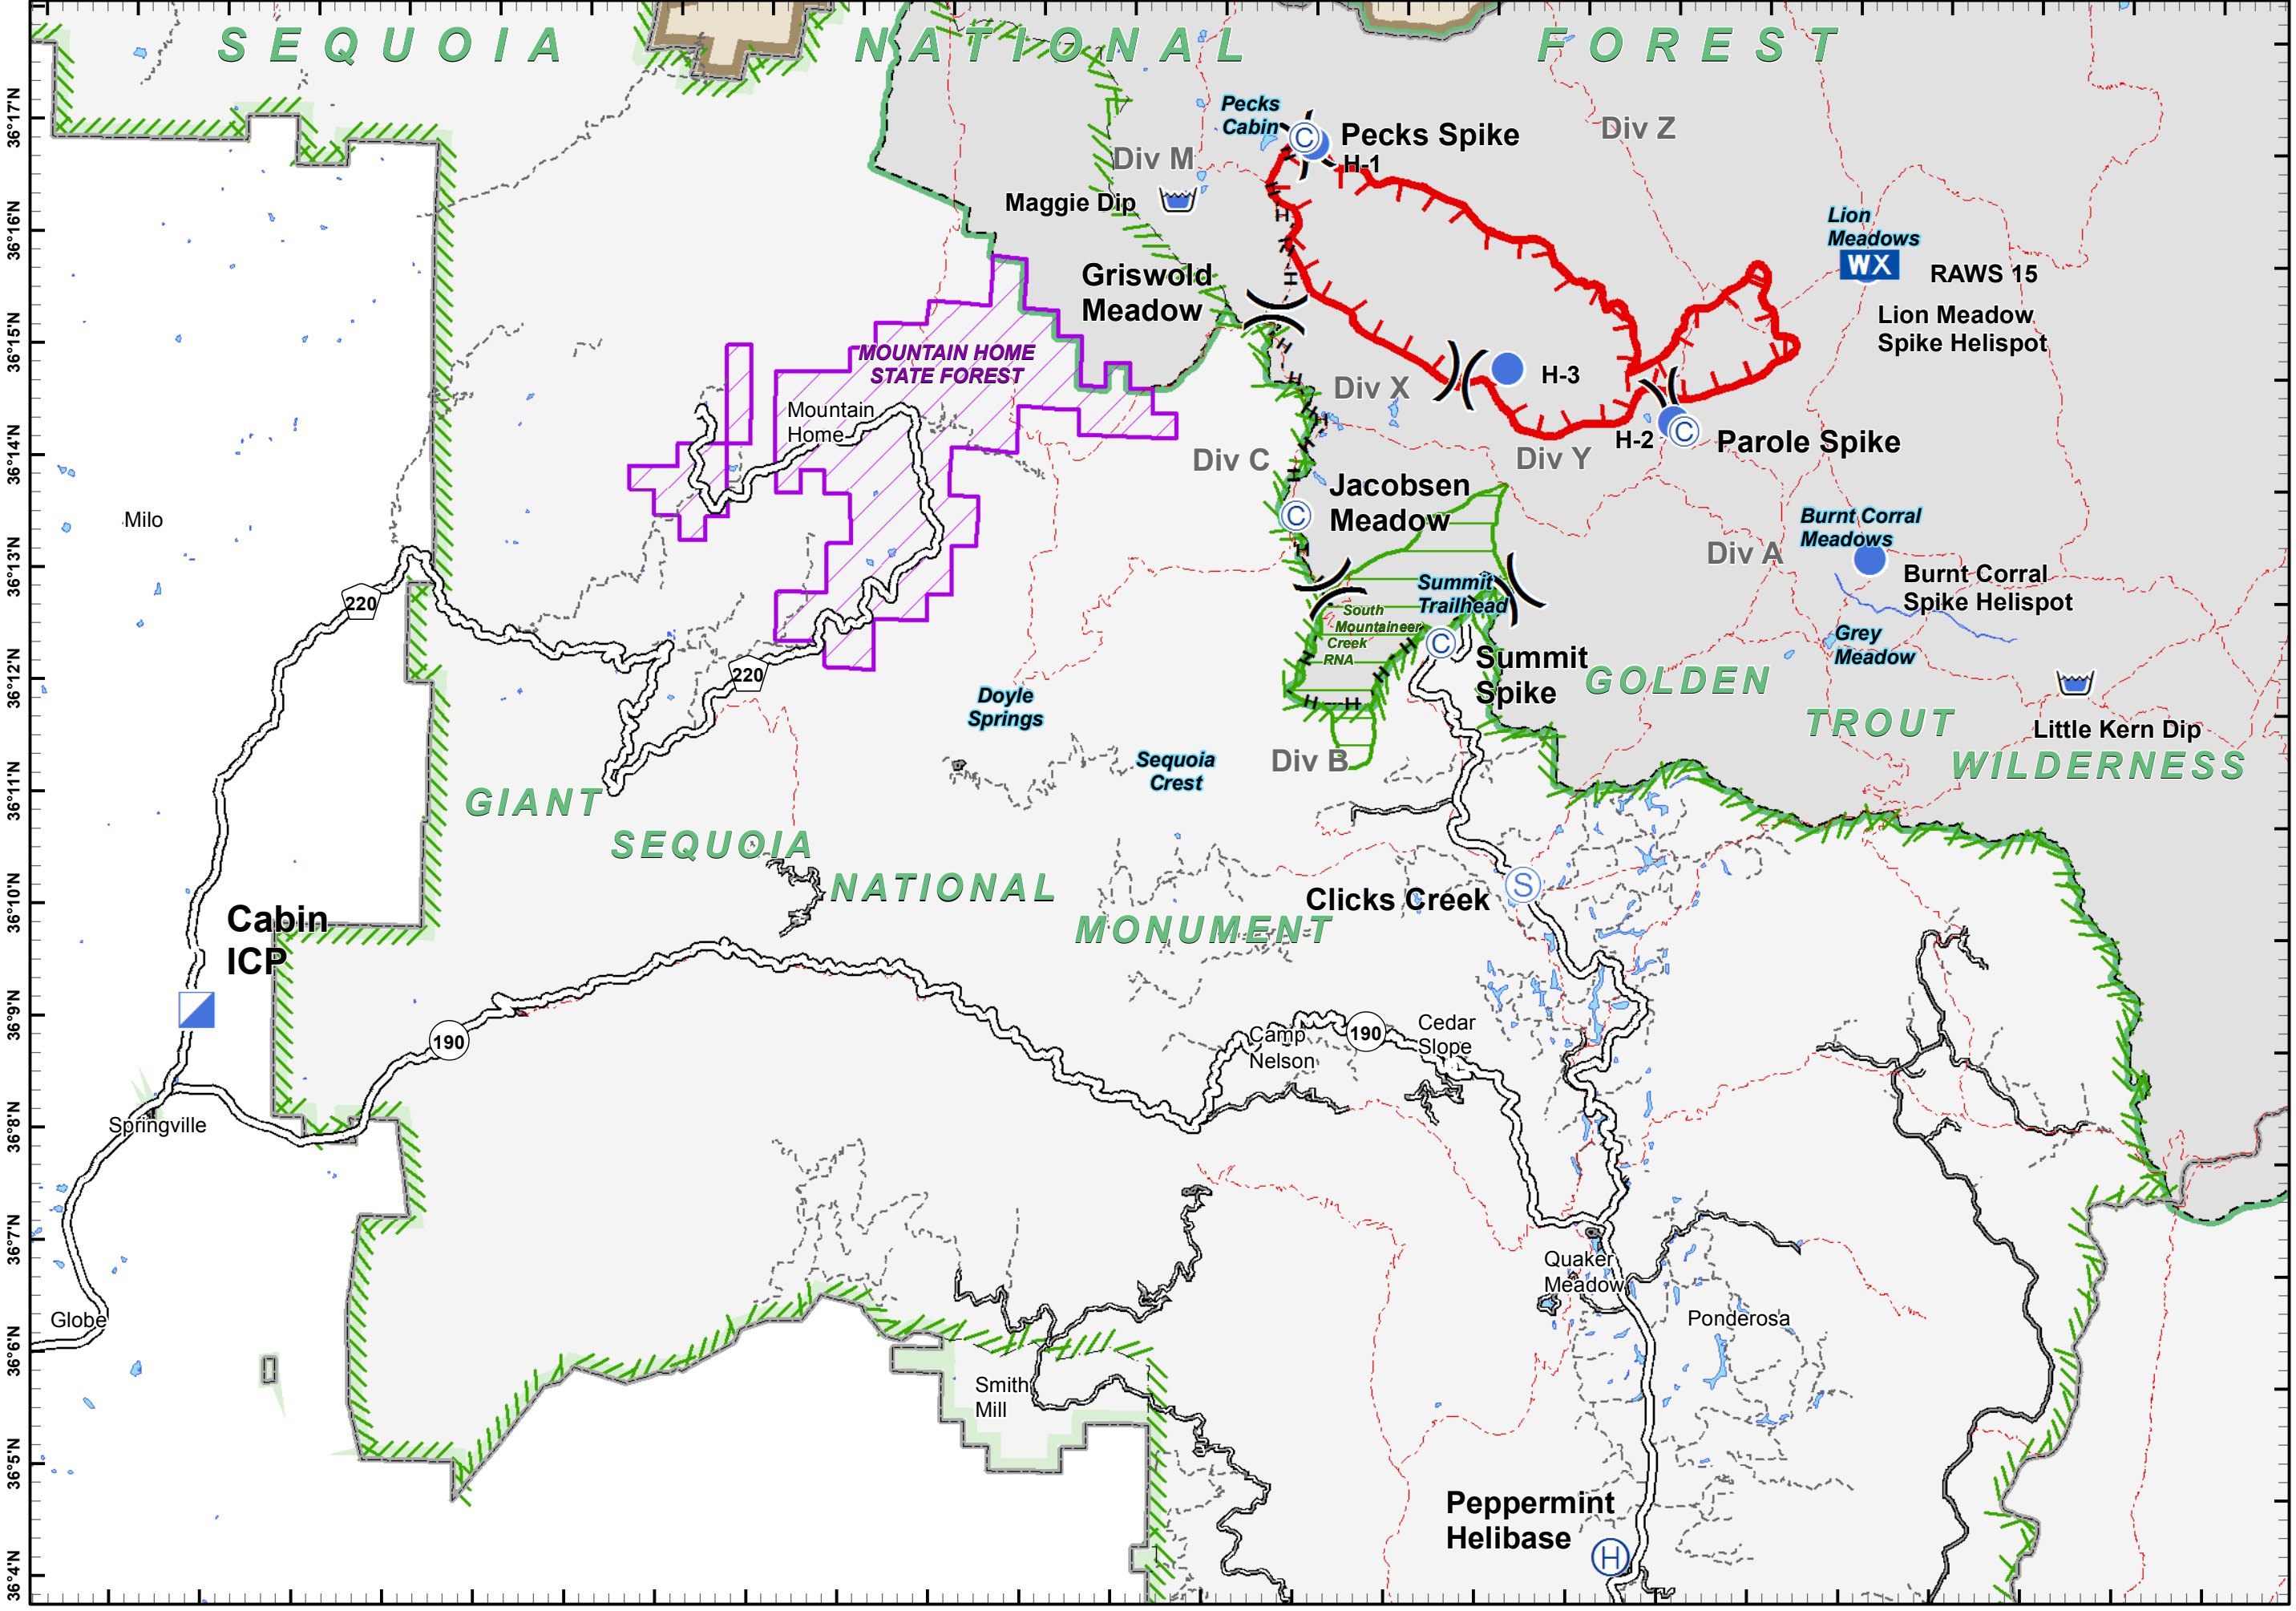 SEQUOIA NATIONAL FOREST
36°17'N
36°16'N
36°15'N
36°14'N
36°13'N
36°12'N
36°11'N
36°10'N
36°9'N
36°8'N
36°7'N
36°6'N
36°5'N
36°4'N
Pecks
Cabin
C
Pecks Spike
H-1
Div Z
Div M
Maggie Dip
Lion
Meadows
WX
RAWS 15
Lion Meadow
Spike Helispot
Griswold
Meadow
H
H
H
H
H
H
MOUNTAIN HOME
STATE FOREST
Mountain
Home
Div X
H-3
H-2
C
Parole Spike
Div C
Div Y
Jacobsen
Meadow
C
H
H
Milo
220
Burnt Corral
Meadows
Div A
Burnt Corral
Spike Helispot
Summit
Trailhead
South
Mountaineer
Creek
RNA
C
H
H
H
H
H
Summit
Spike
Grey
Meadow
220
Doyle
Springs
Sequoia
Crest
Div B
GOLDEN
TROUT
WILDERNESS
Little Kern Dip
GIANT
SEQUOIA
NATIONAL
MONUMENT
Clicks Creek
S
Cabin
ICP
190
Camp
Nelson
190
Cedar
Slope
Springville
Globe
Quaker
Meadow
Ponderosa
Smith
Mill
Peppermint
Helibase
H